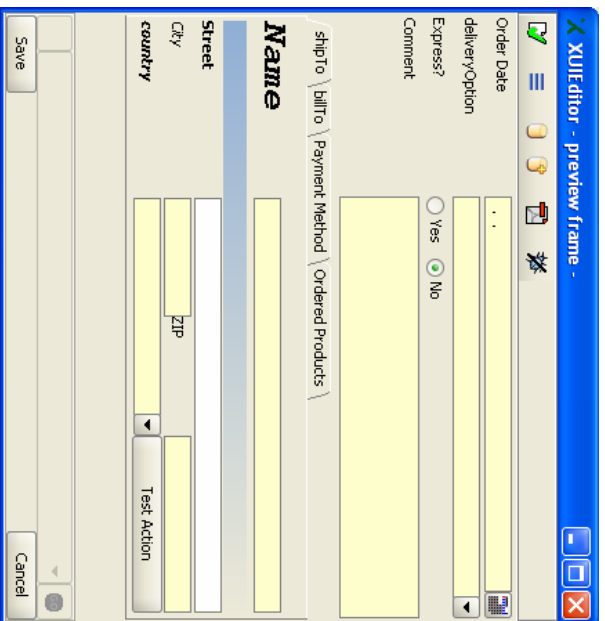 XUIEditor - preview frame -
Order Date . .
deliveryOption
Express? Yes No
Comment
shipTo billTo Payment Method Ordered Products
Name
Street
City ZIP
country Test Action
Save Cancel